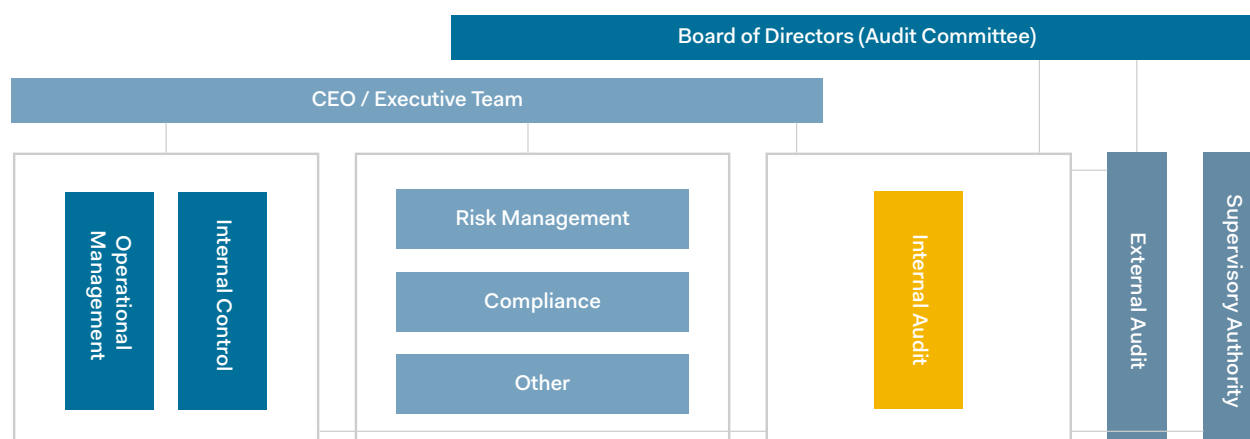 Board of Directors (Audit Committee)
CEO / Executive Team
Operational
Management
Internal Control
Risk Management
Compliance
Other
Internal Audit
External Audit
Supervisory Authority